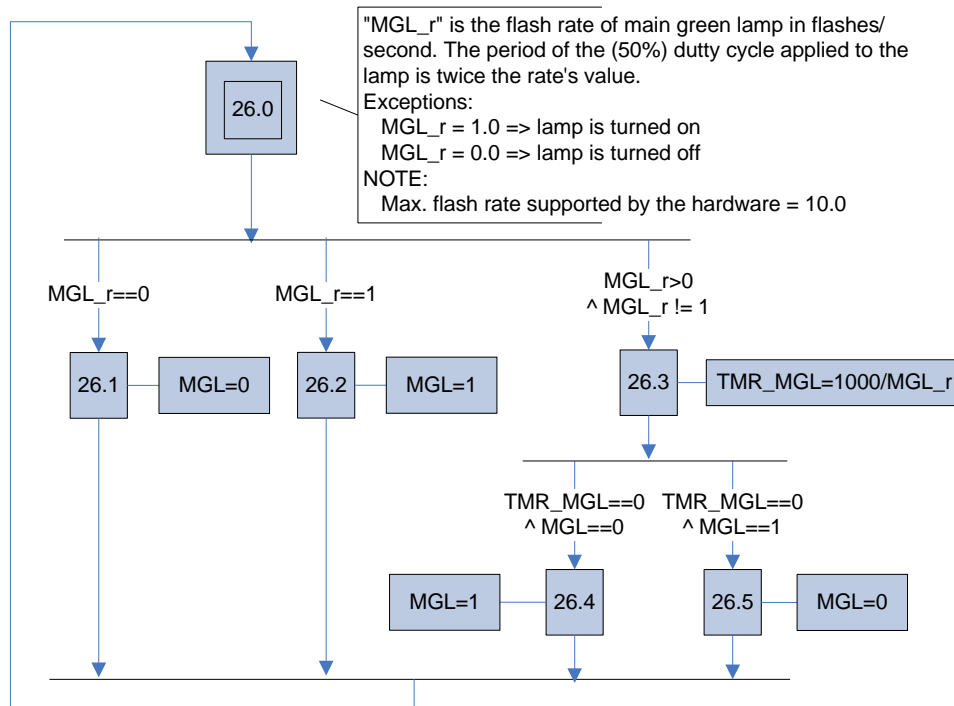 "MGL_r" is the flash rate of main green lamp in flashes/
second. The period of the (50%) dutty cycle applied to the
lamp is twice the rate's value.
Exceptions:
MGL_r = 1.0 => lamp is turned on
MGL_r = 0.0 => lamp is turned off
NOTE:
Max. flash rate supported by the hardware = 10.0
26.0
MGL_r==0
MGL_r==1
MGL_r>0
^ MGL_r != 1
26.1
MGL=0
26.2
MGL=1
26.3
TMR_MGL=1000/MGL_r
TMR_MGL==0
^ MGL==0
TMR_MGL==0
^ MGL==1
MGL=1
26.4
26.5
MGL=0